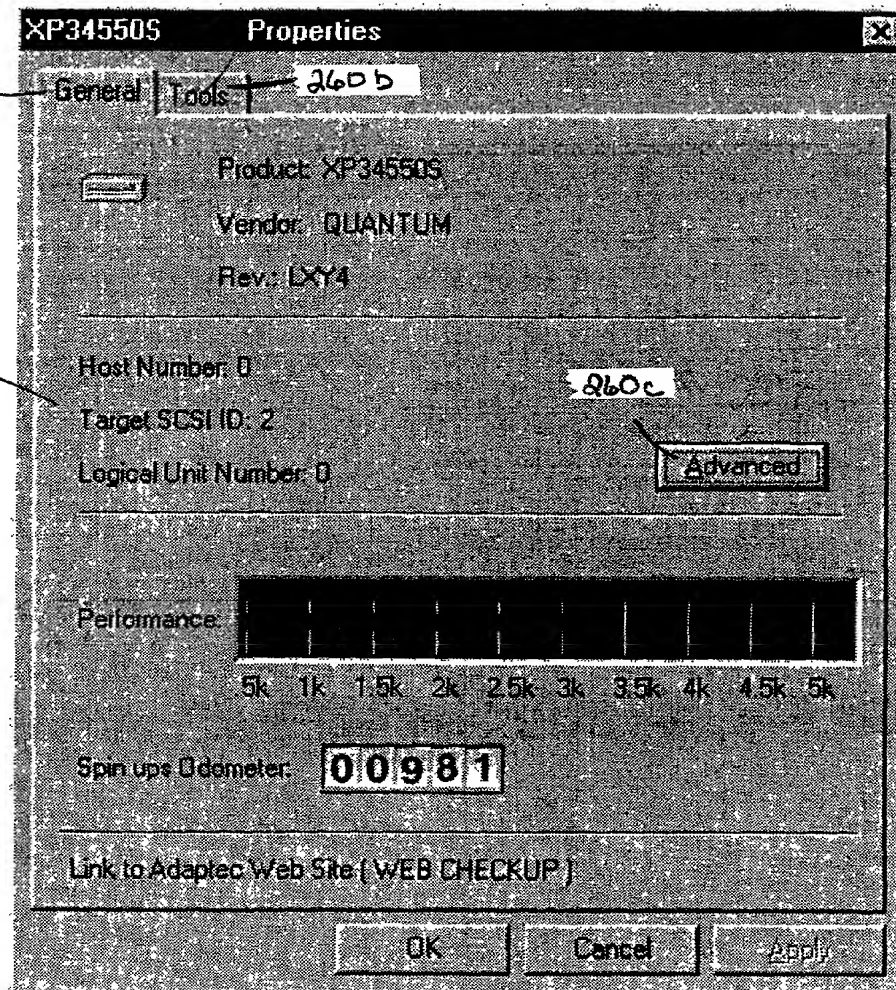 XP34550S Properties
General Tools 260b
Product: XP34550S
Vendor: QUANTUM
Rev.: LXY4
Host Number: 0
260c
Target SCSI ID: 2
Advanced
Logical Unit Number: 0
Performance:
.5k 1k 1.5k 2k 2.5k 3k 3.5k 4k 4.5k 5k
Spin ups Odometer: 00981
Link to Adaptec Web Site ( WEB CHECKUP )
OK Cancel Apply